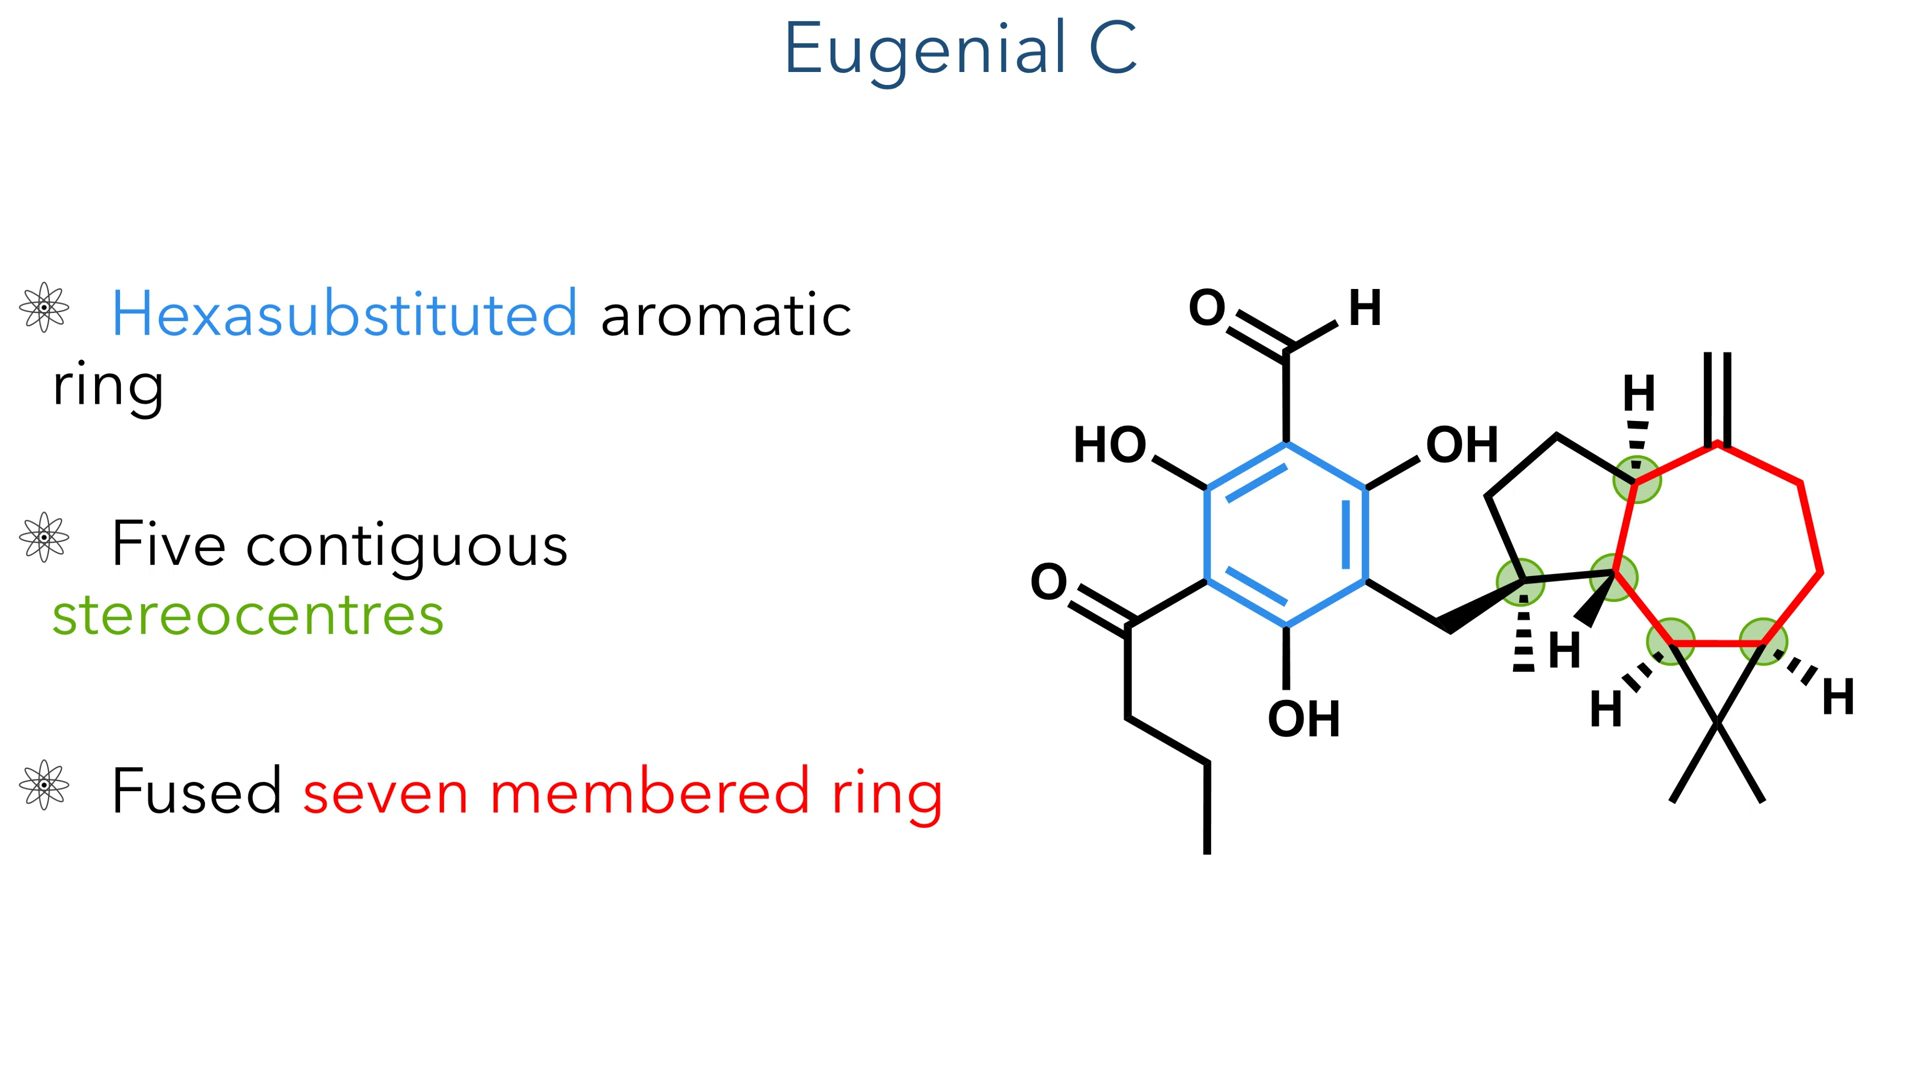 Eugenial C
Hexasubstituted aromatic
ring
Five contiguous
stereocentres
Fused seven membered ring
O
H
H
HO
OH
O
H
H
H
OH